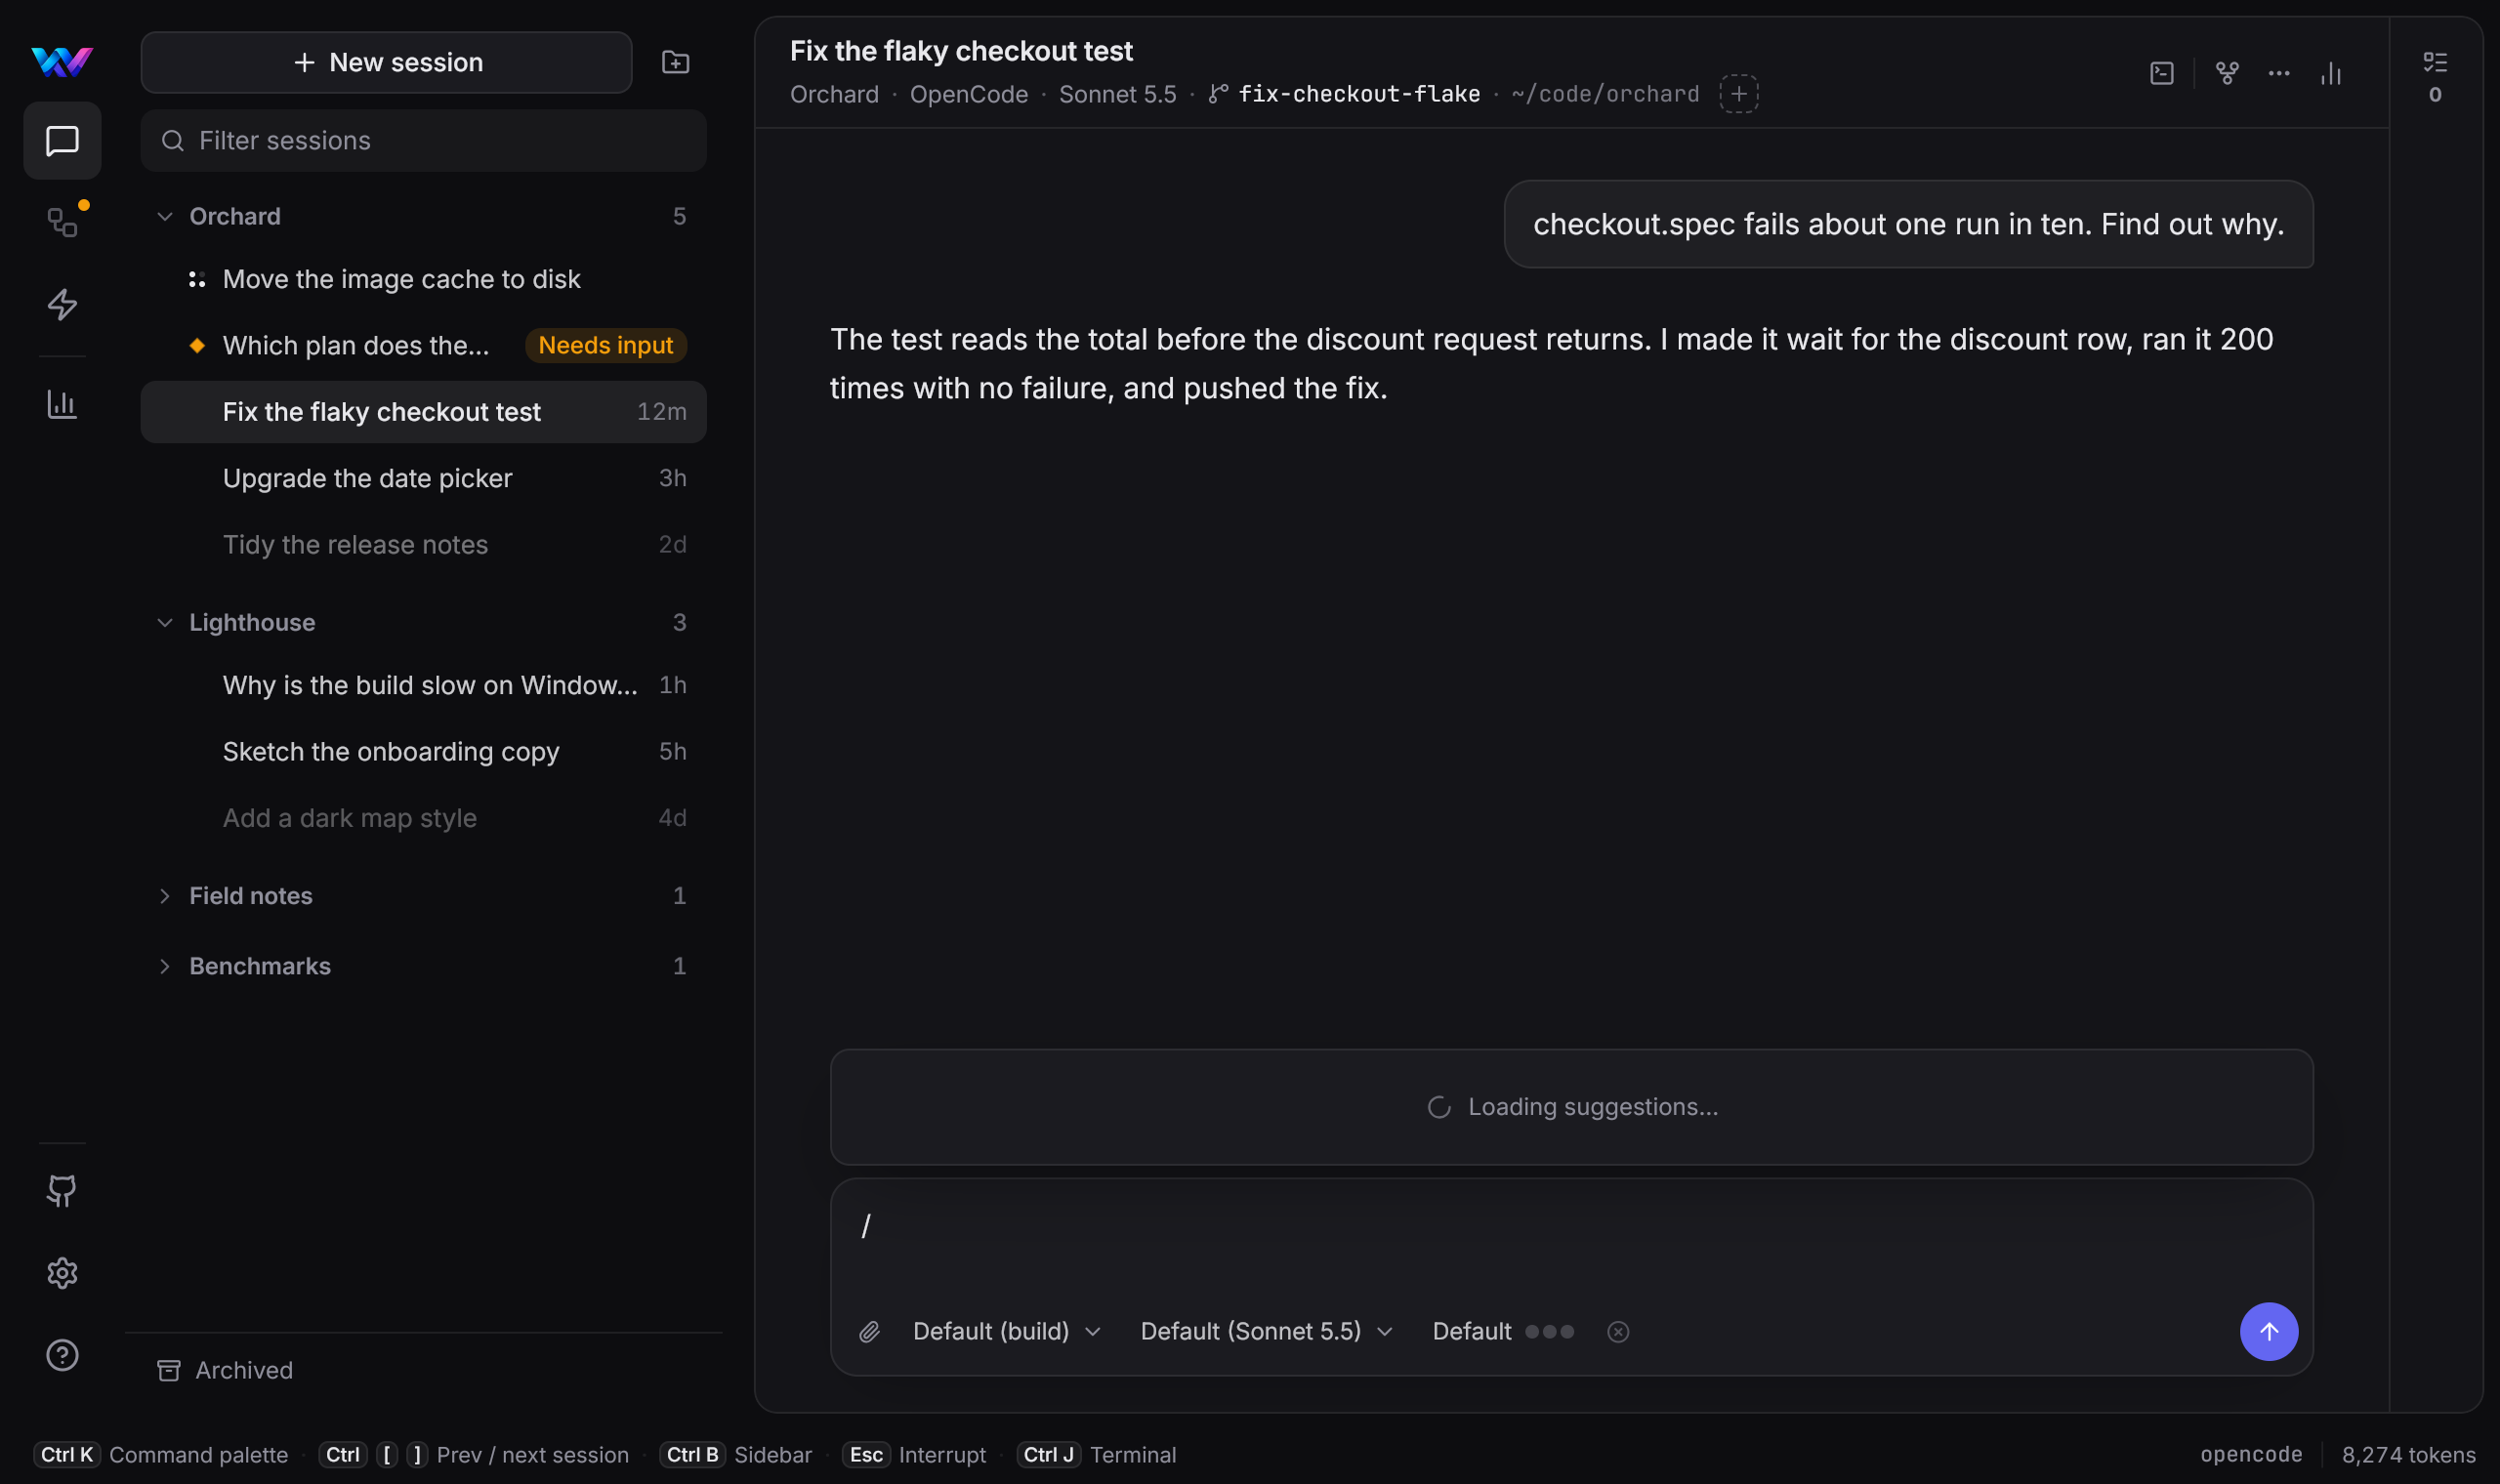 New session
Filter sessions
Orchard 5
Move the image cache to disk
Which plan does the... Needs input
Fix the flaky checkout test 12m
Upgrade the date picker 3h
Tidy the release notes 2d
Lighthouse 3
Why is the build slow on Window... 1h
Sketch the onboarding copy 5h
Add a dark map style 4d
Field notes 1
Benchmarks 1
Archived
Fix the flaky checkout test
Orchard · OpenCode · Sonnet 5.5 · fix-checkout-flake · ~/code/orchard
0
checkout.spec fails about one run in ten. Find out why.
The test reads the total before the discount request returns. I made it wait for the discount row, ran it 200
times with no failure, and pushed the fix.
Loading suggestions...
/
Default (build) Default (Sonnet 5.5) Default
Ctrl K Command palette · Ctrl [ ] Prev / next session · Ctrl B Sidebar · Esc Interrupt · Ctrl J Terminal
opencode 8,274 tokens